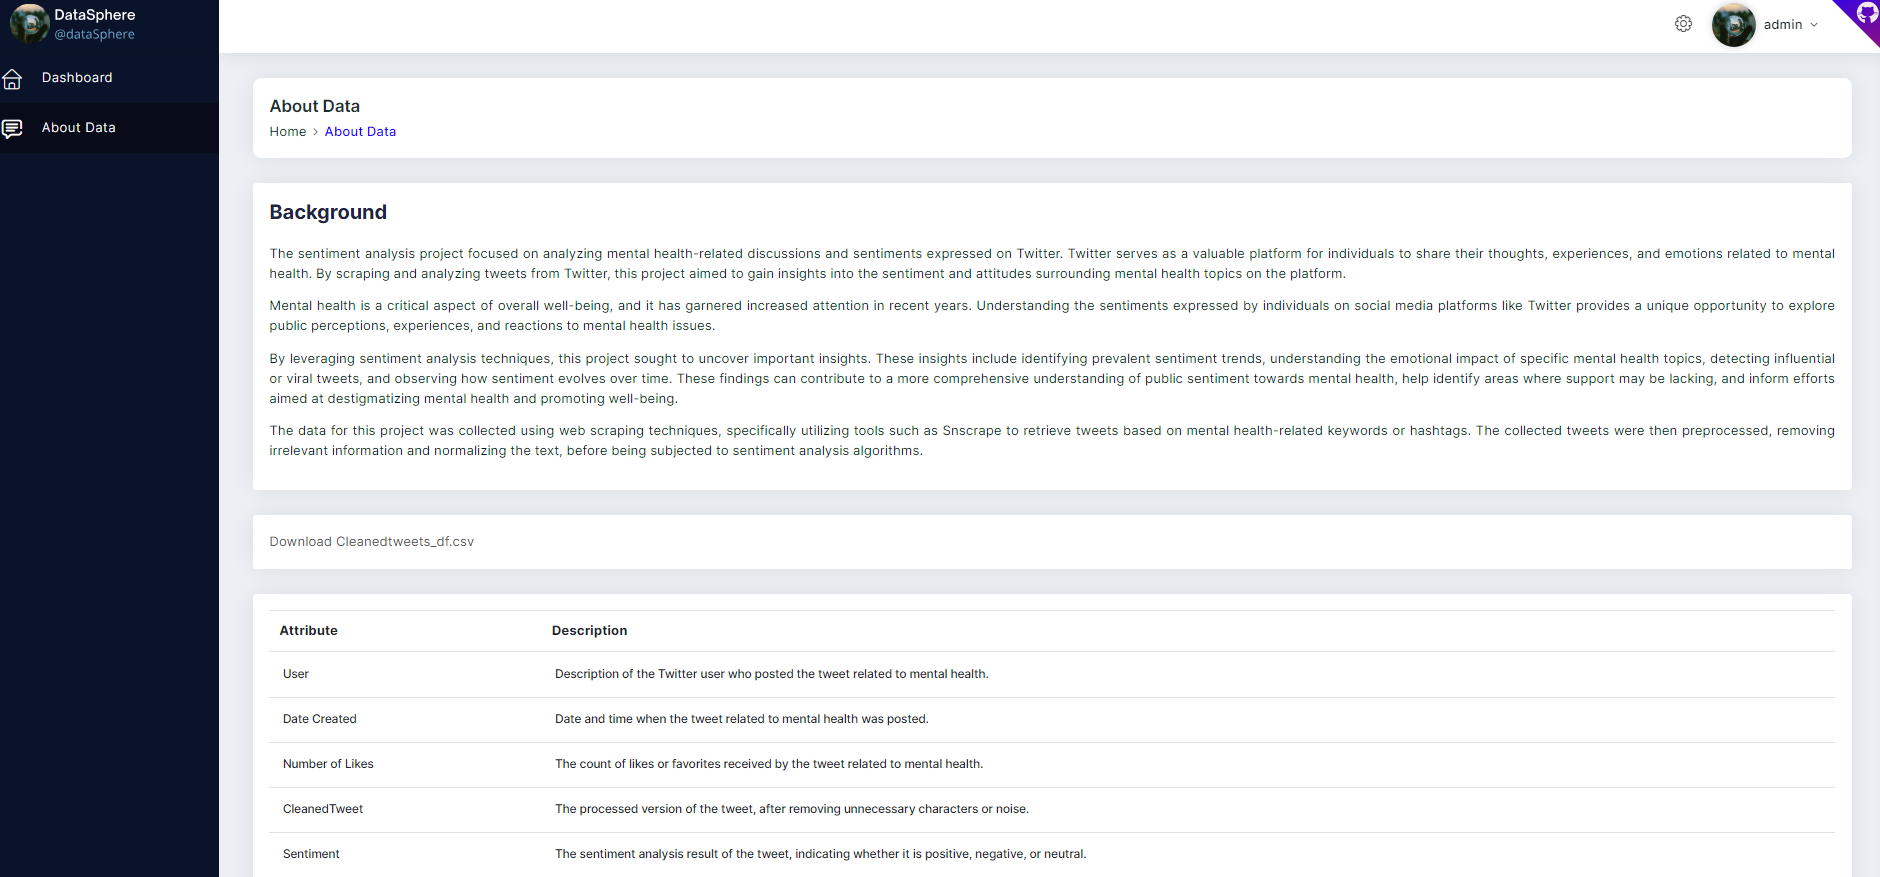 DataSphere
@dataSphere
Dashboard
About Data
admin
About Data
Home > About Data
Background
The sentiment analysis project focused on analyzing mental health-related discussions and sentiments expressed on Twitter. Twitter serves as a valuable platform for individuals to share their thoughts, experiences, and emotions related to mental
health. By scraping and analyzing tweets from Twitter, this project aimed to gain insights into the sentiment and attitudes surrounding mental health topics on the platform.
Mental health is a critical aspect of overall well-being, and it has garnered increased attention in recent years. Understanding the sentiments expressed by individuals on social media platforms like Twitter provides a unique opportunity to explore
public perceptions, experiences, and reactions to mental health issues.
By leveraging sentiment analysis techniques, this project sought to uncover important insights. These insights include identifying prevalent sentiment trends, understanding the emotional impact of specific mental health topics, detecting influential
or viral tweets, and observing how sentiment evolves over time. These findings can contribute to a more comprehensive understanding of public sentiment towards mental health, help identify areas where support may be lacking, and inform efforts
aimed at destigmatizing mental health and promoting well-being.
The data for this project was collected using web scraping techniques, specifically utilizing tools such as Snscrape to retrieve tweets based on mental health-related keywords or hashtags. The collected tweets were then preprocessed, removing
irrelevant information and normalizing the text, before being subjected to sentiment analysis algorithms.
Download Cleanedtweets_df.csv
Attribute Description
User Description of the Twitter user who posted the tweet related to mental health.
Date Created Date and time when the tweet related to mental health was posted.
Number of Likes The count of likes or favorites received by the tweet related to mental health.
CleanedTweet The processed version of the tweet, after removing unnecessary characters or noise.
Sentiment The sentiment analysis result of the tweet, indicating whether it is positive, negative, or neutral.